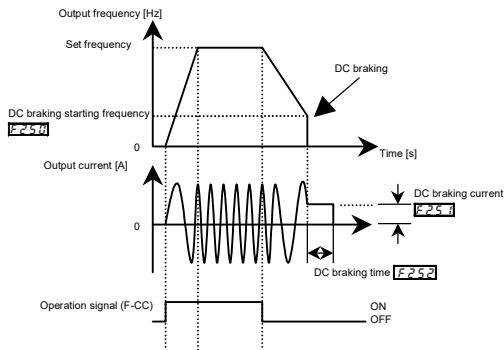 Output frequency [Hz]
Set frequency
DC braking
DC braking starting frequency
F250
0
Time [s]
Output current [A]
DC braking current
F251
0
DC braking time F252
Operation signal (F-CC)
ON
OFF